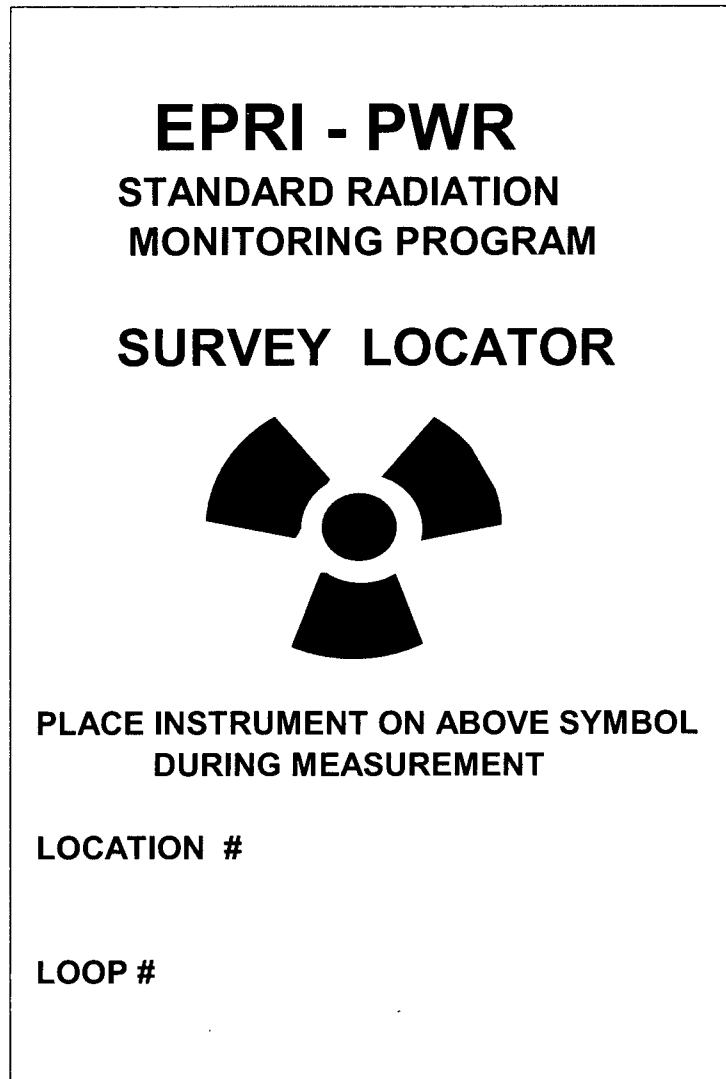 EPRI - PWR
STANDARD RADIATION
MONITORING PROGRAM
SURVEY LOCATOR
PLACE INSTRUMENT ON ABOVE SYMBOL
DURING MEASUREMENT
LOCATION #
LOOP #